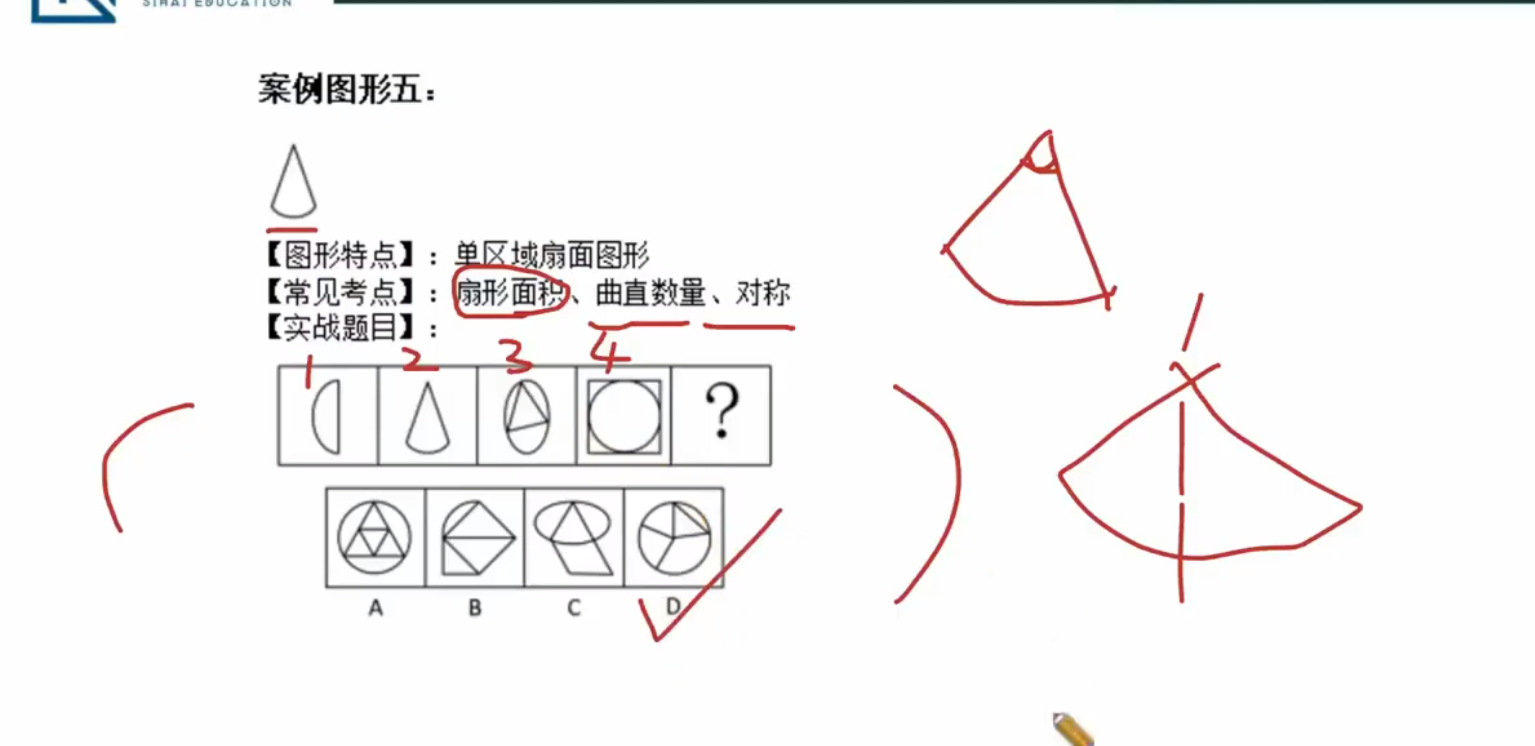 SIHAI EDUCATION
案例图形五：
【图形特点】：单区域扇面图形
【常见考点】：扇形面积、曲直数量、对称
【实战题目】：
1 2 3 4
?
A B C D